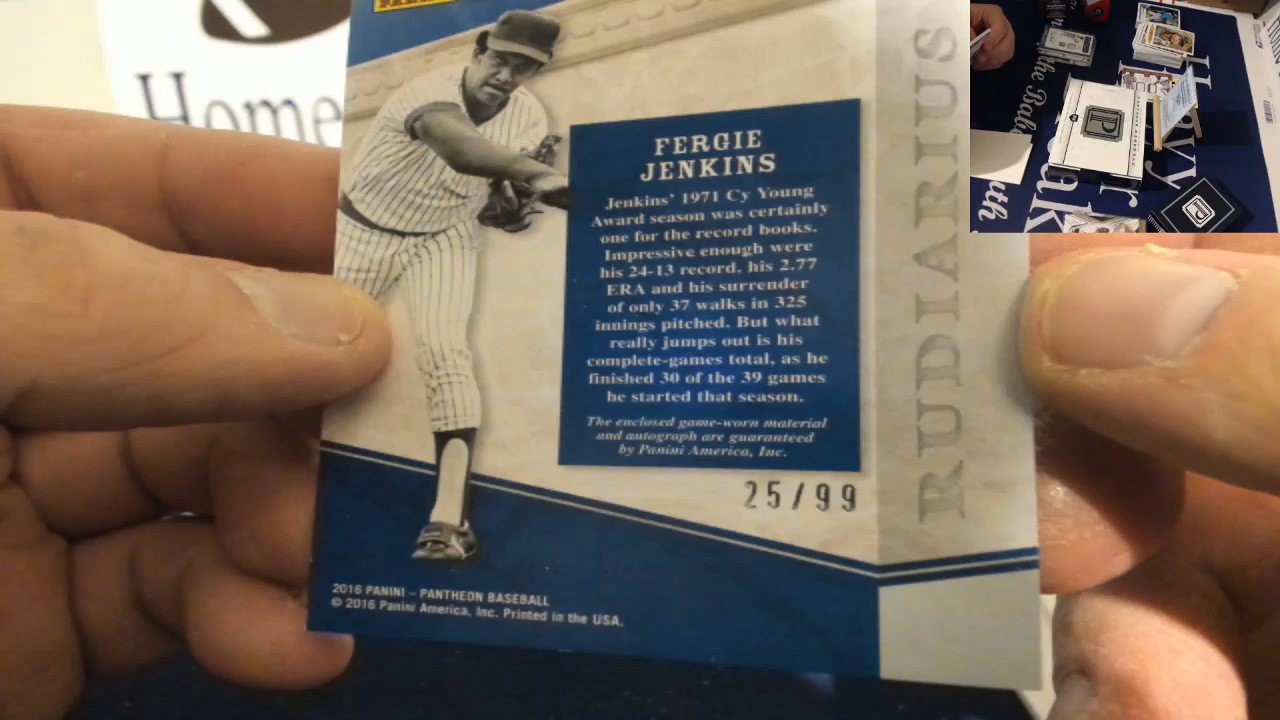 Home
FERGIE
JENKINS
Jenkins' 1971 Cy Young
Award season was certainly
one for the record books.
Impressive enough were
his 24-13 record, his 2.77
ERA and his surrender
of only 37 walks in 325
innings pitched. But what
really jumps out is his
complete-games total, as he
finished 30 of the 39 games
he started that season.
The enclosed game-worn material
and autograph are guaranteed
by Panini America, Inc.
25/99
RUDIARIUS
2016 PANINI – PANTHEON BASEBALL
© 2016 Panini America, Inc. Printed in the USA.